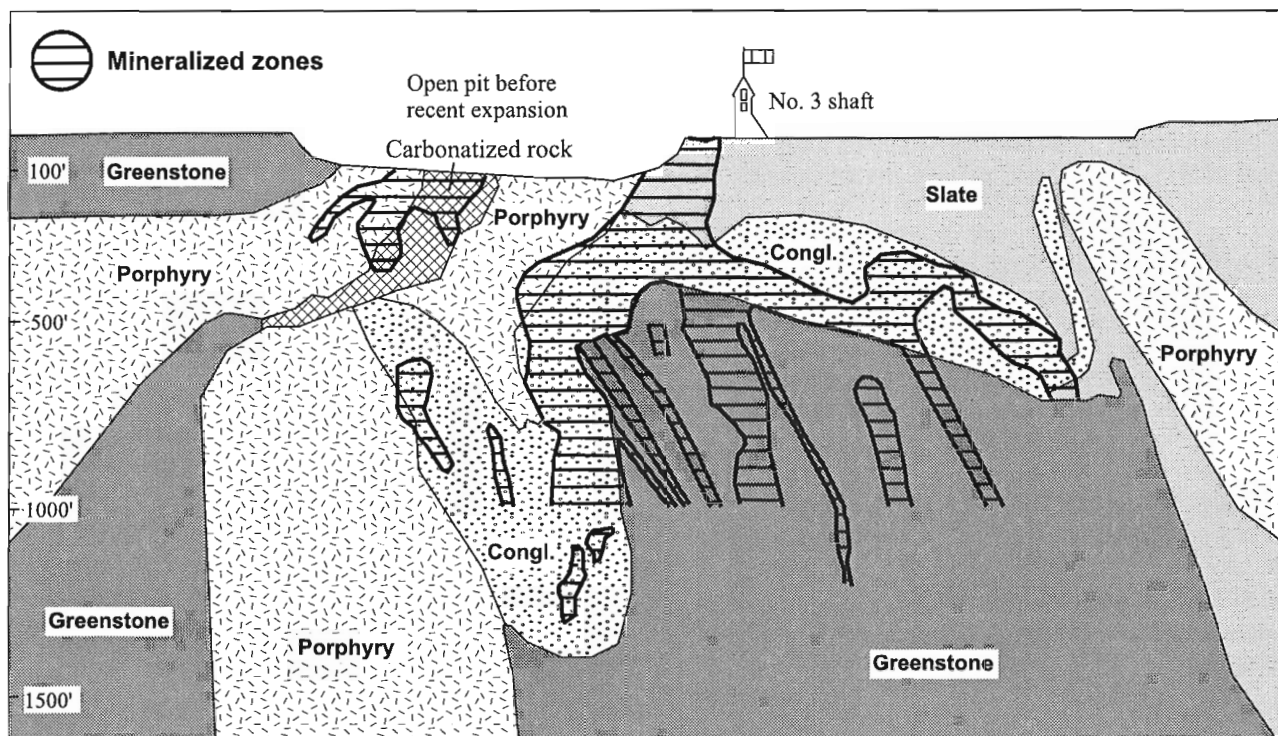 Mineralized zones
Open pit before
recent expansion
No. 3 shaft
Carbonatized rock
100'
Greenstone
Slate
Porphyry
Congl.
Porphyry
500'
Porphyry
1000'
Congl.
Greenstone
Porphyry
Greenstone
1500'